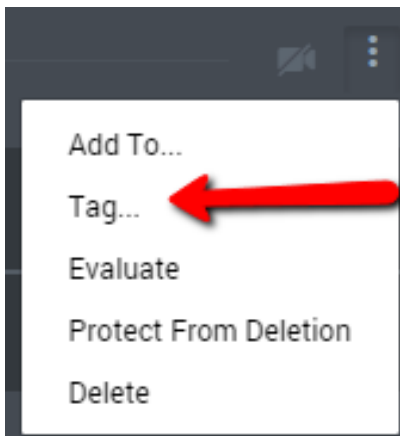 Add To...
Tag...
Evaluate
Protect From Deletion
Delete